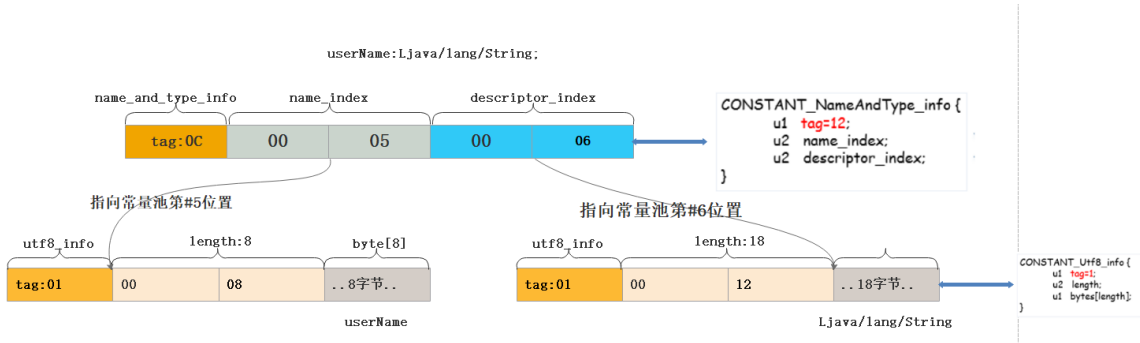 userName:Ljava/lang/String;
name_and_type_info
name_index
descriptor_index
tag:0C
00
05
00
06
CONSTANT_NameAndType_info {
u1 tag=12;
u2 name_index;
u2 descriptor_index;
}
指向常量池第#5位置
指向常量池第#6位置
utf8_info
length:8
byte[8]
utf8_info
length:18
tag:01
00
08
..8字节..
tag:01
00
12
..18字节..
CONSTANT_Utf8_info {
u1 tag=1;
u2 length;
u1 bytes[length];
}
userName
Ljava/lang/String